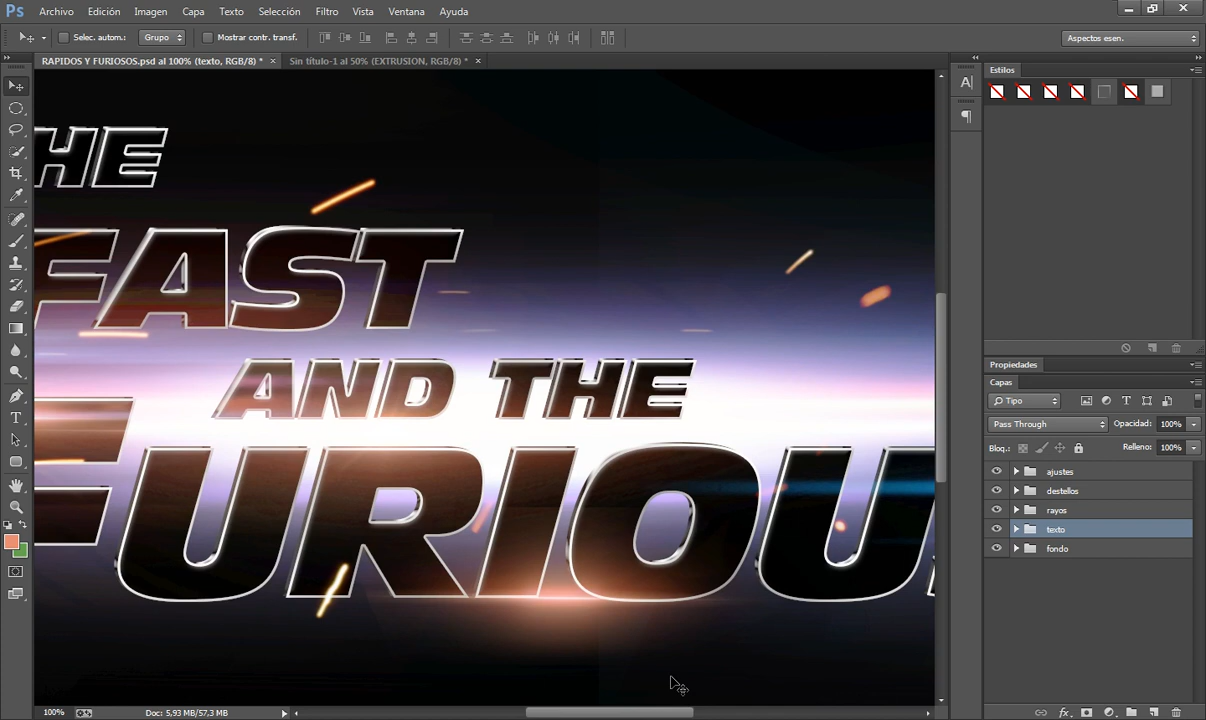 Ps Archivo Edición Imagen Capa Texto Selección Filtro Vista Ventana Ayuda
Selec. autom.: Grupo Mostrar contr. transf. Aspectos esen.
RAPIDOS Y FURIOSOS.psd al 100% (texto, RGB/8) * × Sin título-1 al 50% (EXTRUSION, RGB/8) * ×
Estilos
HE
FAST
AND THE
FURIOU
Propiedades
Capas
Tipo
Pass Through Opacidad: 100%
Bloq.: Relleno: 100%
ajustes
destellos
rayos
texto
fondo
100% Doc: 5,93 MB/57,3 MB